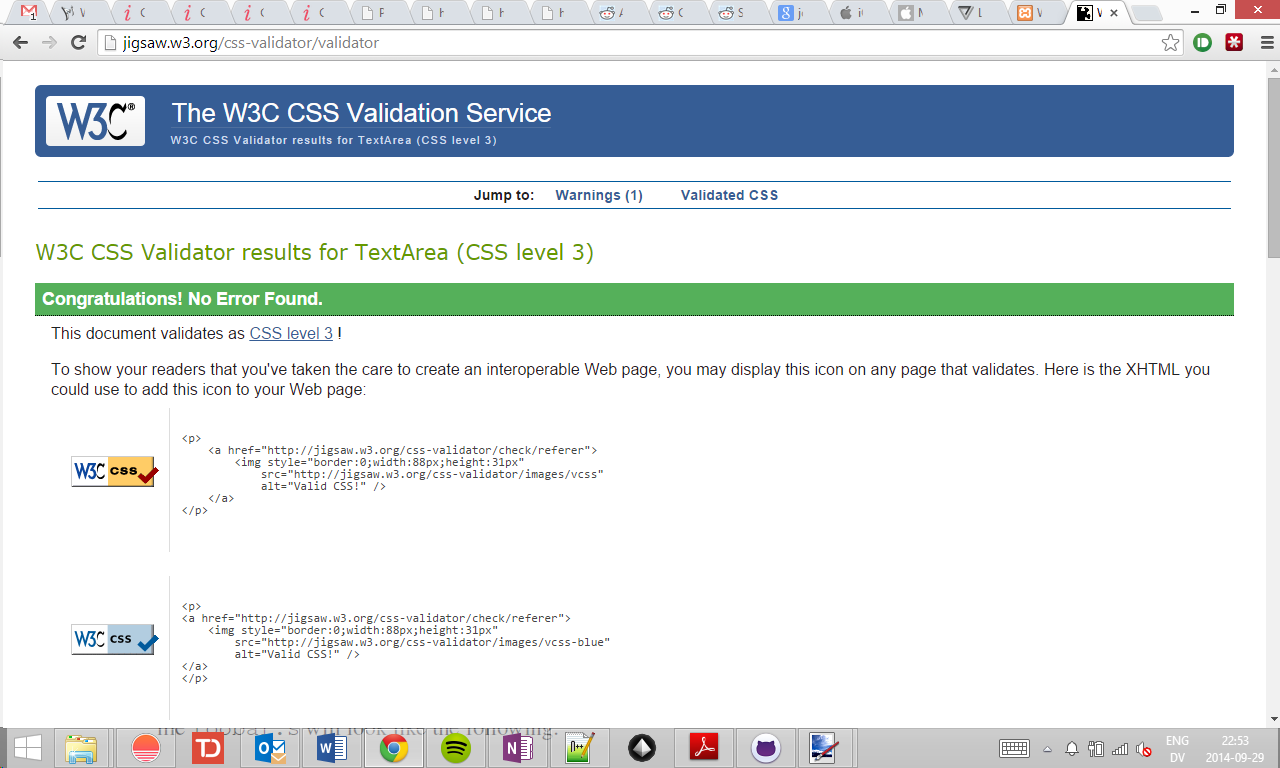 jigsaw.w3.org/css-validator/validator
W3C®
The W3C CSS Validation Service
W3C CSS Validator results for TextArea (CSS level 3)
Jump to: Warnings (1) Validated CSS
W3C CSS Validator results for TextArea (CSS level 3)
Congratulations! No Error Found.
This document validates as CSS level 3 !
To show your readers that you've taken the care to create an interoperable Web page, you may display this icon on any page that validates. Here is the XHTML you
could use to add this icon to your Web page:
<p>
<a href="http://jigsaw.w3.org/css-validator/check/referer">
<img style="border:0;width:88px;height:31px"
W3C css
src="http://jigsaw.w3.org/css-validator/images/vcss"
alt="Valid CSS!" />
</a>
</p>
<p>
<a href="http://jigsaw.w3.org/css-validator/check/referer">
<img style="border:0;width:88px;height:31px"
W3C css
src="http://jigsaw.w3.org/css-validator/images/vcss-blue"
alt="Valid CSS!" />
</a>
</p>
ENG 22:53
DV 2014-09-29